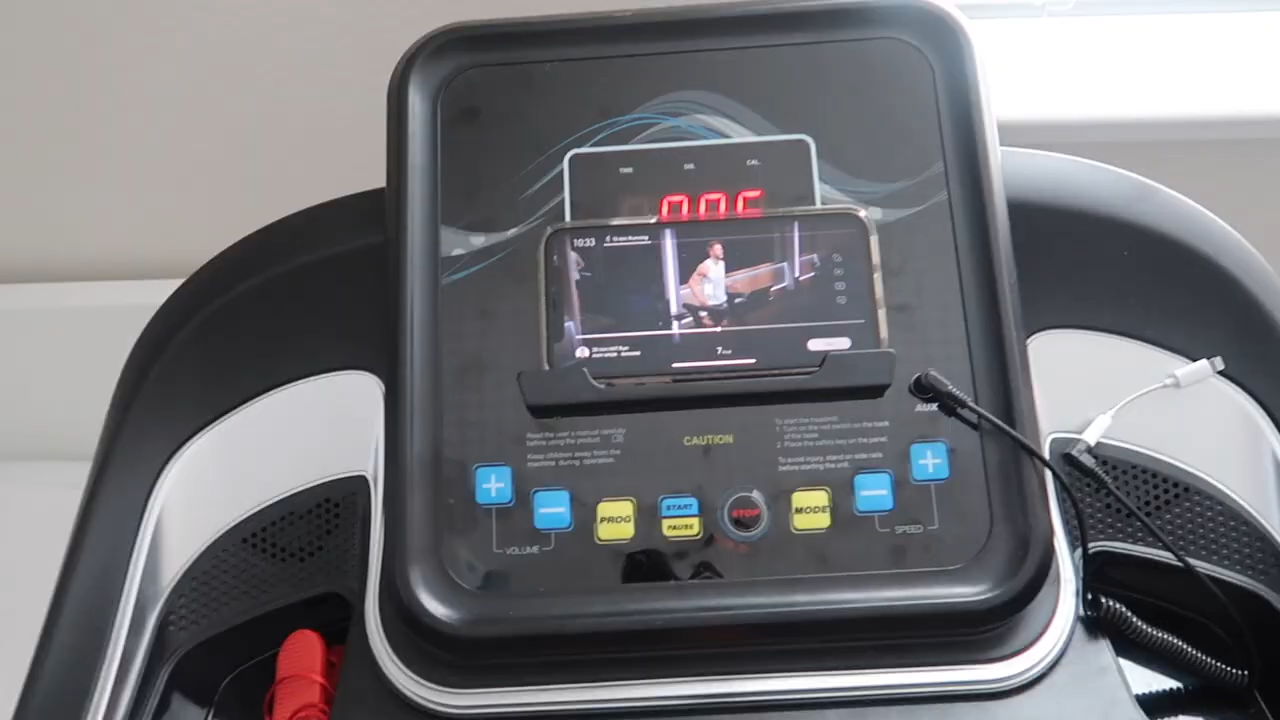 TIME DIS. CAL.
10:33
AUX
Read the user's manual carefully
before using the product
Keep children away from the
machine during operation.
CAUTION
To start the treadmill:
1. Turn on the red switch on the back
of the base
2. Place the safety key on the panel.
To avoid injury, stand on side rails
before starting the unit.
PROG
START
PAUSE
STOP
MODE
VOLUME
SPEED